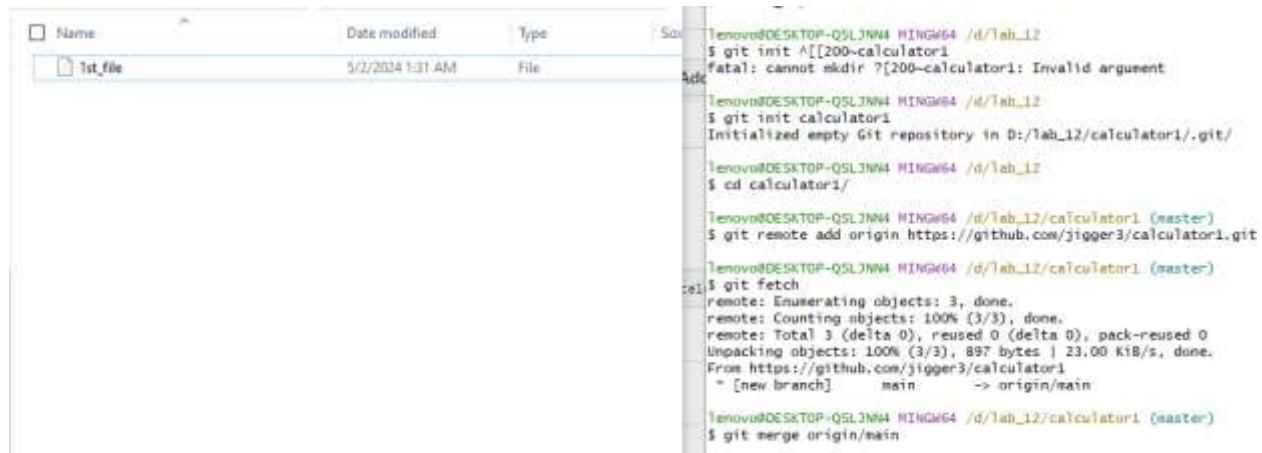 Name Date modified Type
1st_file 5/2/2024 1:31 AM File
lenovo@DESKTOP-QSLJNN4 MINGW64 /d/lab_12
$ git init ^[[200~calculator1
fatal: cannot mkdir ?[200~calculator1: Invalid argument
lenovo@DESKTOP-QSLJNN4 MINGW64 /d/lab_12
$ git init calculator1
Initialized empty Git repository in D:/lab_12/calculator1/.git/
lenovo@DESKTOP-QSLJNN4 MINGW64 /d/lab_12
$ cd calculator1/
lenovo@DESKTOP-QSLJNN4 MINGW64 /d/lab_12/calculator1 (master)
$ git remote add origin https://github.com/jigger3/calculator1.git
lenovo@DESKTOP-QSLJNN4 MINGW64 /d/lab_12/calculator1 (master)
$ git fetch
remote: Enumerating objects: 3, done.
remote: Counting objects: 100% (3/3), done.
remote: Total 3 (delta 0), reused 0 (delta 0), pack-reused 0
Unpacking objects: 100% (3/3), 897 bytes | 23.00 KiB/s, done.
From https://github.com/jigger3/calculator1
* [new branch] main -> origin/main
lenovo@DESKTOP-QSLJNN4 MINGW64 /d/lab_12/calculator1 (master)
$ git merge origin/main